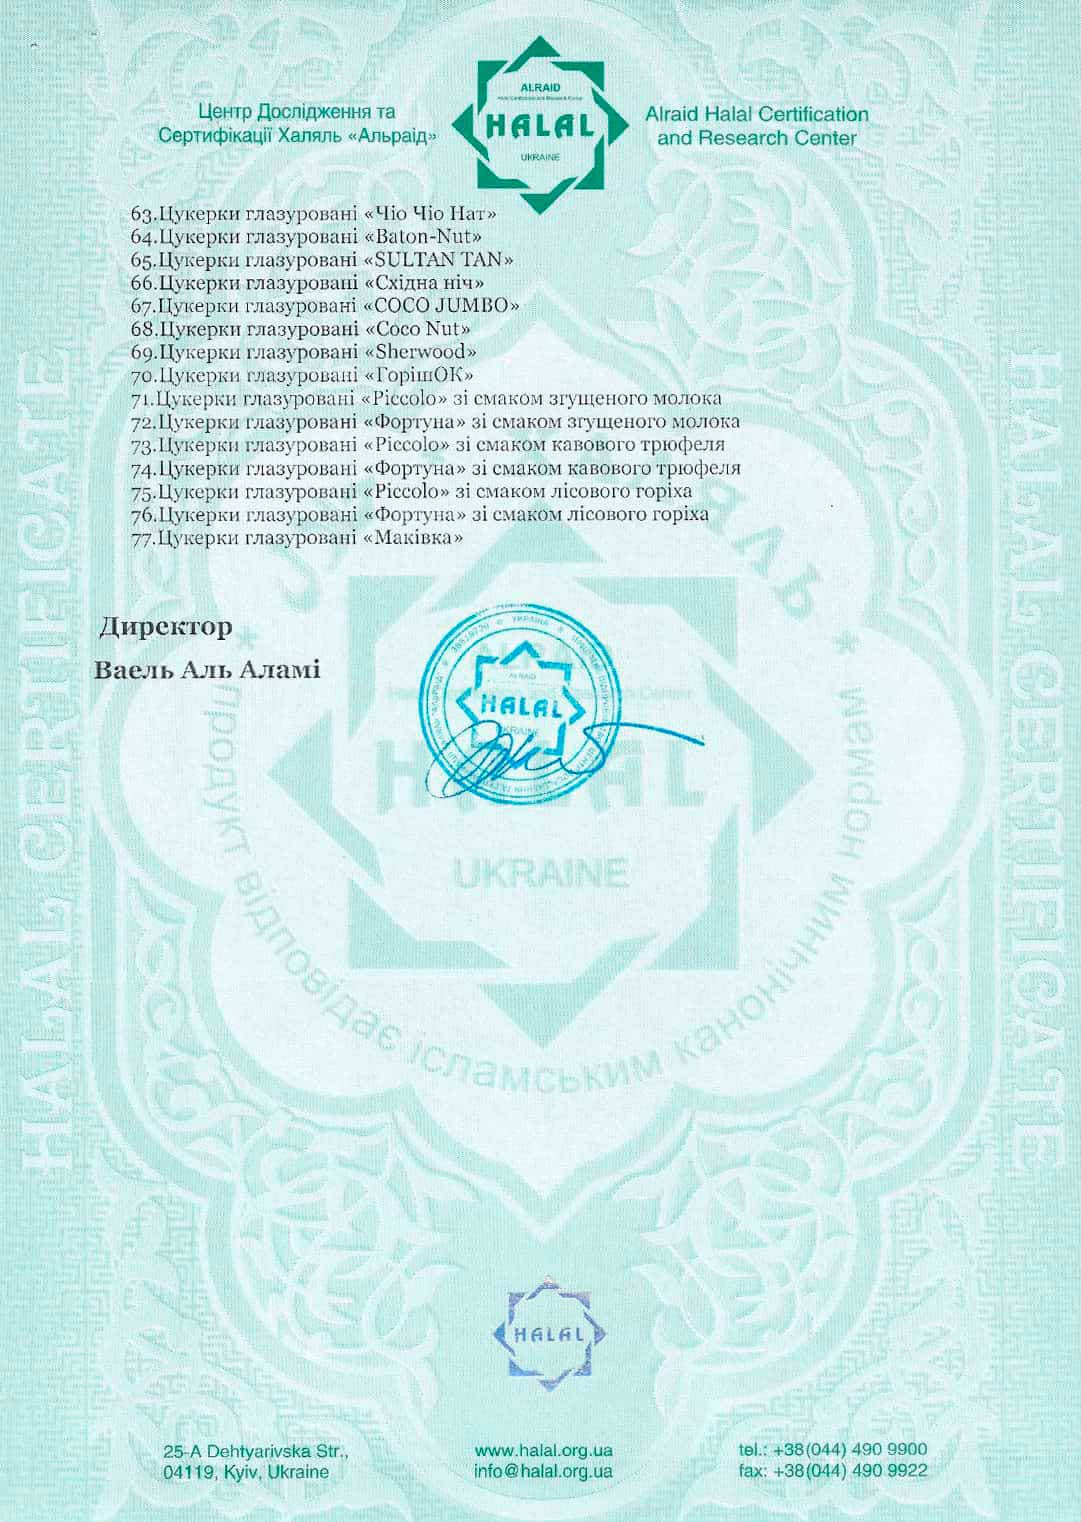 Центр Дослідження та
Сертифікації Халяль «Альраід»
ALRAID
HALAL
UKRAINE
Alraid Halal Certification
and Research Center
63.Цукерки глазуровані «Чіо Чіо Нат»
64.Цукерки глазуровані «Baton-Nut»
65.Цукерки глазуровані «SULTAN TAN»
66.Цукерки глазуровані «Східна ніч»
67.Цукерки глазуровані «COCO JUMBO»
68.Цукерки глазуровані «Coco Nut»
69.Цукерки глазуровані «Sherwood»
70.Цукерки глазуровані «ГорішОК»
71.Цукерки глазуровані «Piccolo» зі смаком згущеного молока
72.Цукерки глазуровані «Фортуна» зі смаком згущеного молока
73.Цукерки глазуровані «Piccolo» зі смаком кавового трюфеля
74.Цукерки глазуровані «Фортуна» зі смаком кавового трюфеля
75.Цукерки глазуровані «Piccolo» зі смаком лісового горіха
76.Цукерки глазуровані «Фортуна» зі смаком лісового горіха
77.Цукерки глазуровані «Маківка»
Директор
Ваель Аль Аламі
ALRAID
HALAL
UKRAINE
HALAL
UKRAINE
Продукт відповідає ісламським канонічним нормам
HALAL CERTIFICATE
HALAL CERTIFICATE
HALAL
25-A Dehtyarivska Str.,
04119, Kyiv, Ukraine
www.halal.org.ua
info@halal.org.ua
tel.: +38(044) 490 9900
fax: +38(044) 490 9922